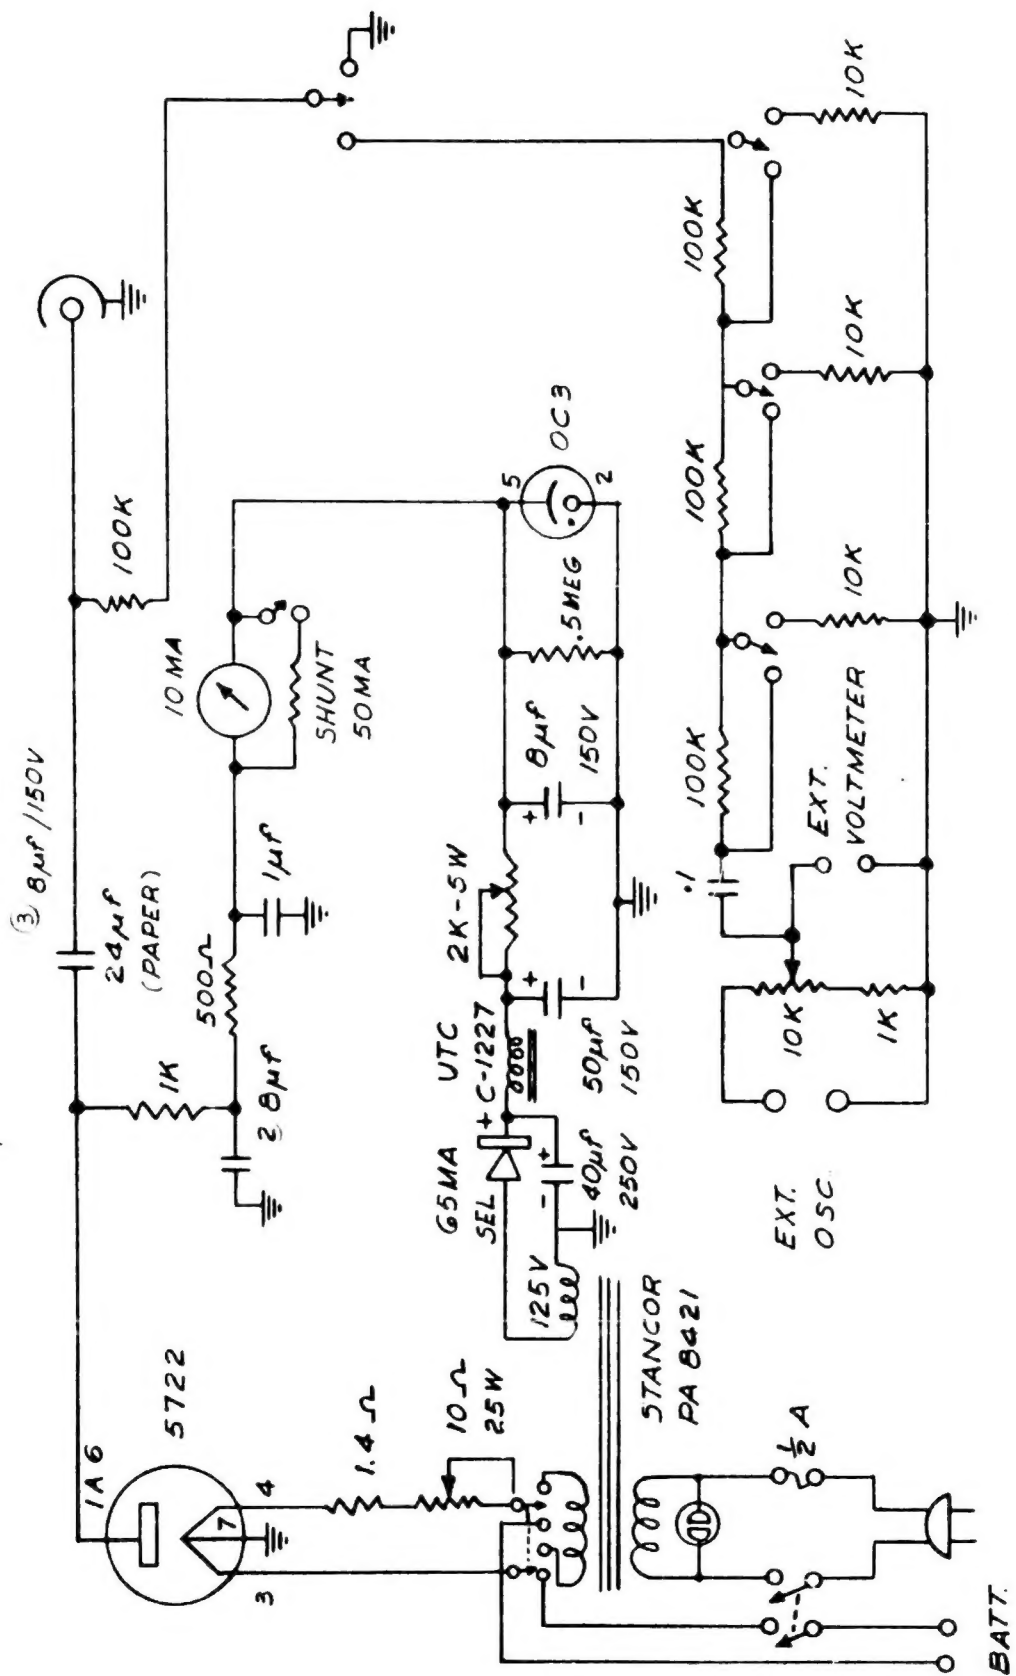 ③ 8µf/150V
24µf
(PAPER)
100K
1K
500Ω
1µf
2 8µf
10 MA
SHUNT
50MA
5722
1A6
4
7
3
1.4Ω
10Ω
25W
65MA
SEL
+
UTC
C-1227
2K-5W
125V
-
+
40µf
250V
+
-
50µf
150V
+
-
8µf
150V
.5MEG
5
2
OC3
STANCOR
PA 8421
½ A
BATT.
EXT.
OSC.
10K
1K
.1
EXT.
VOLTMETER
100K
100K
100K
10K
10K
10K